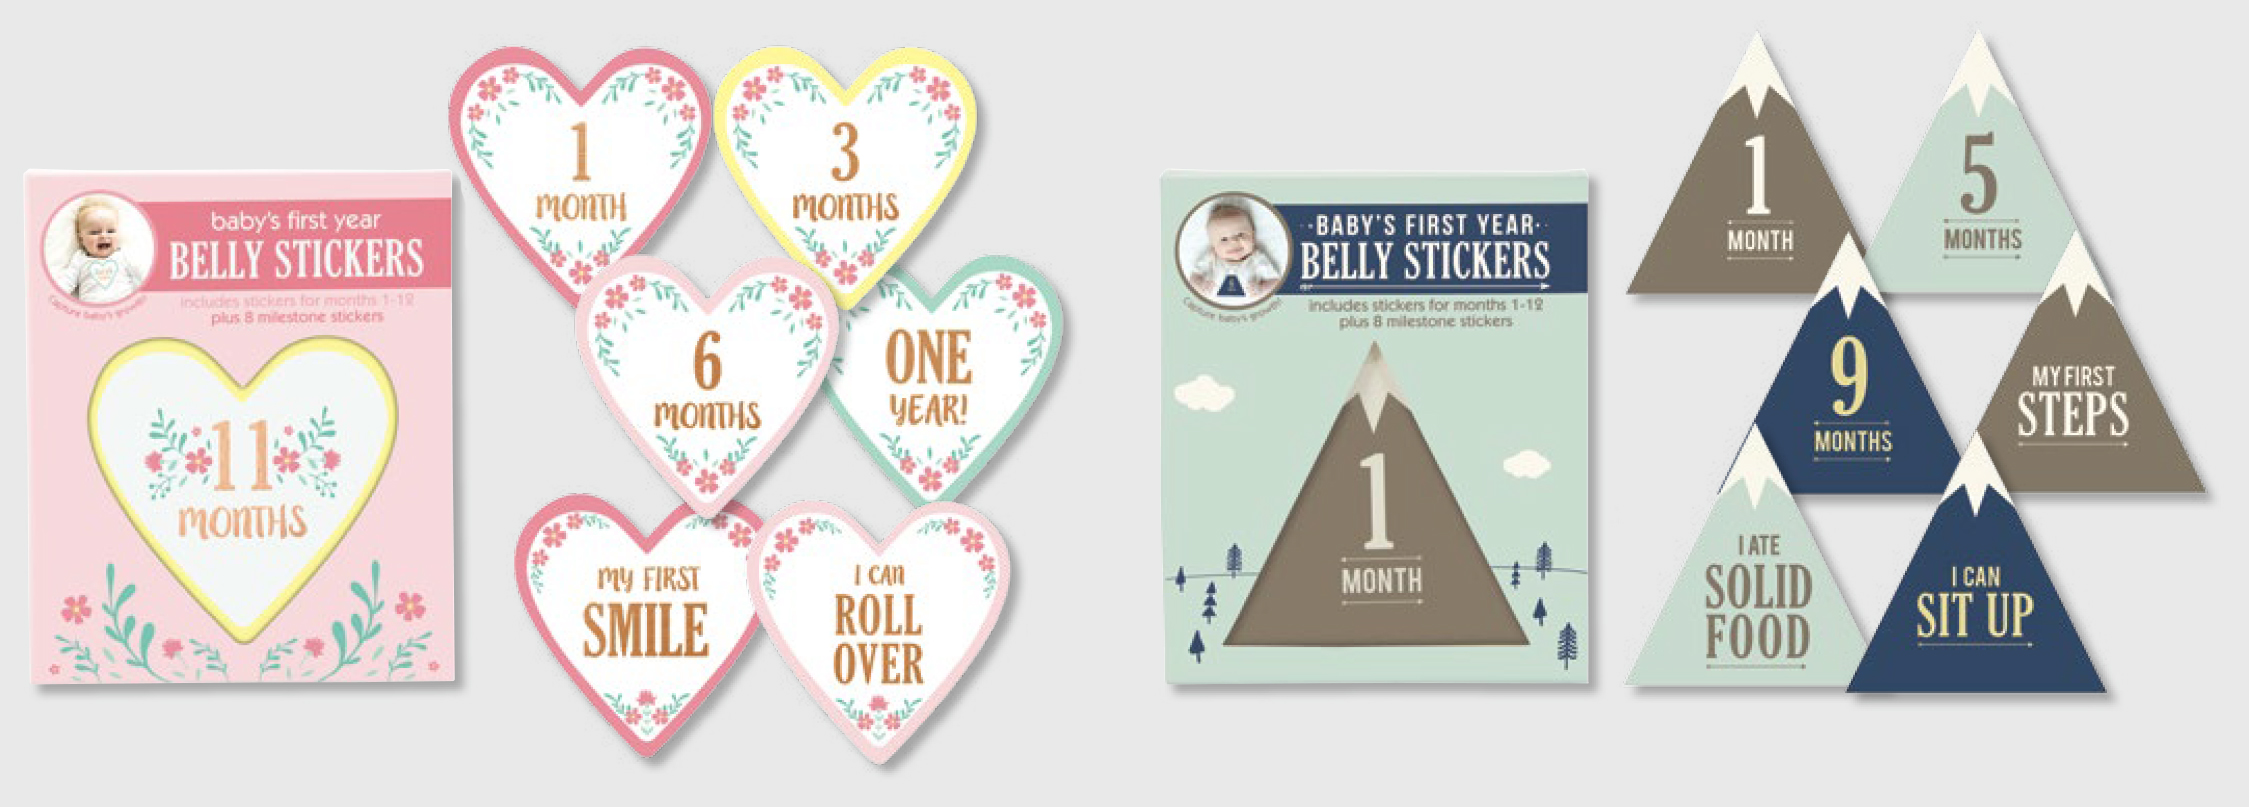 baby's first year
BELLY STICKERS
includes stickers for months 1-12
plus 8 milestone stickers
Capture baby's growth!
11
MONTHS
1
MONTH
3
MONTHS
6
MONTHS
ONE
YEAR!
MY FIRST
SMILE
I CAN
ROLL
OVER
·BABY'S FIRST YEAR·
BELLY STICKERS
includes stickers for months 1-12
plus 8 milestone stickers
Capture baby's growth!
1
MONTH
1
MONTH
5
MONTHS
9
MONTHS
MY FIRST
STEPS
I ATE
SOLID
FOOD
I CAN
SIT UP